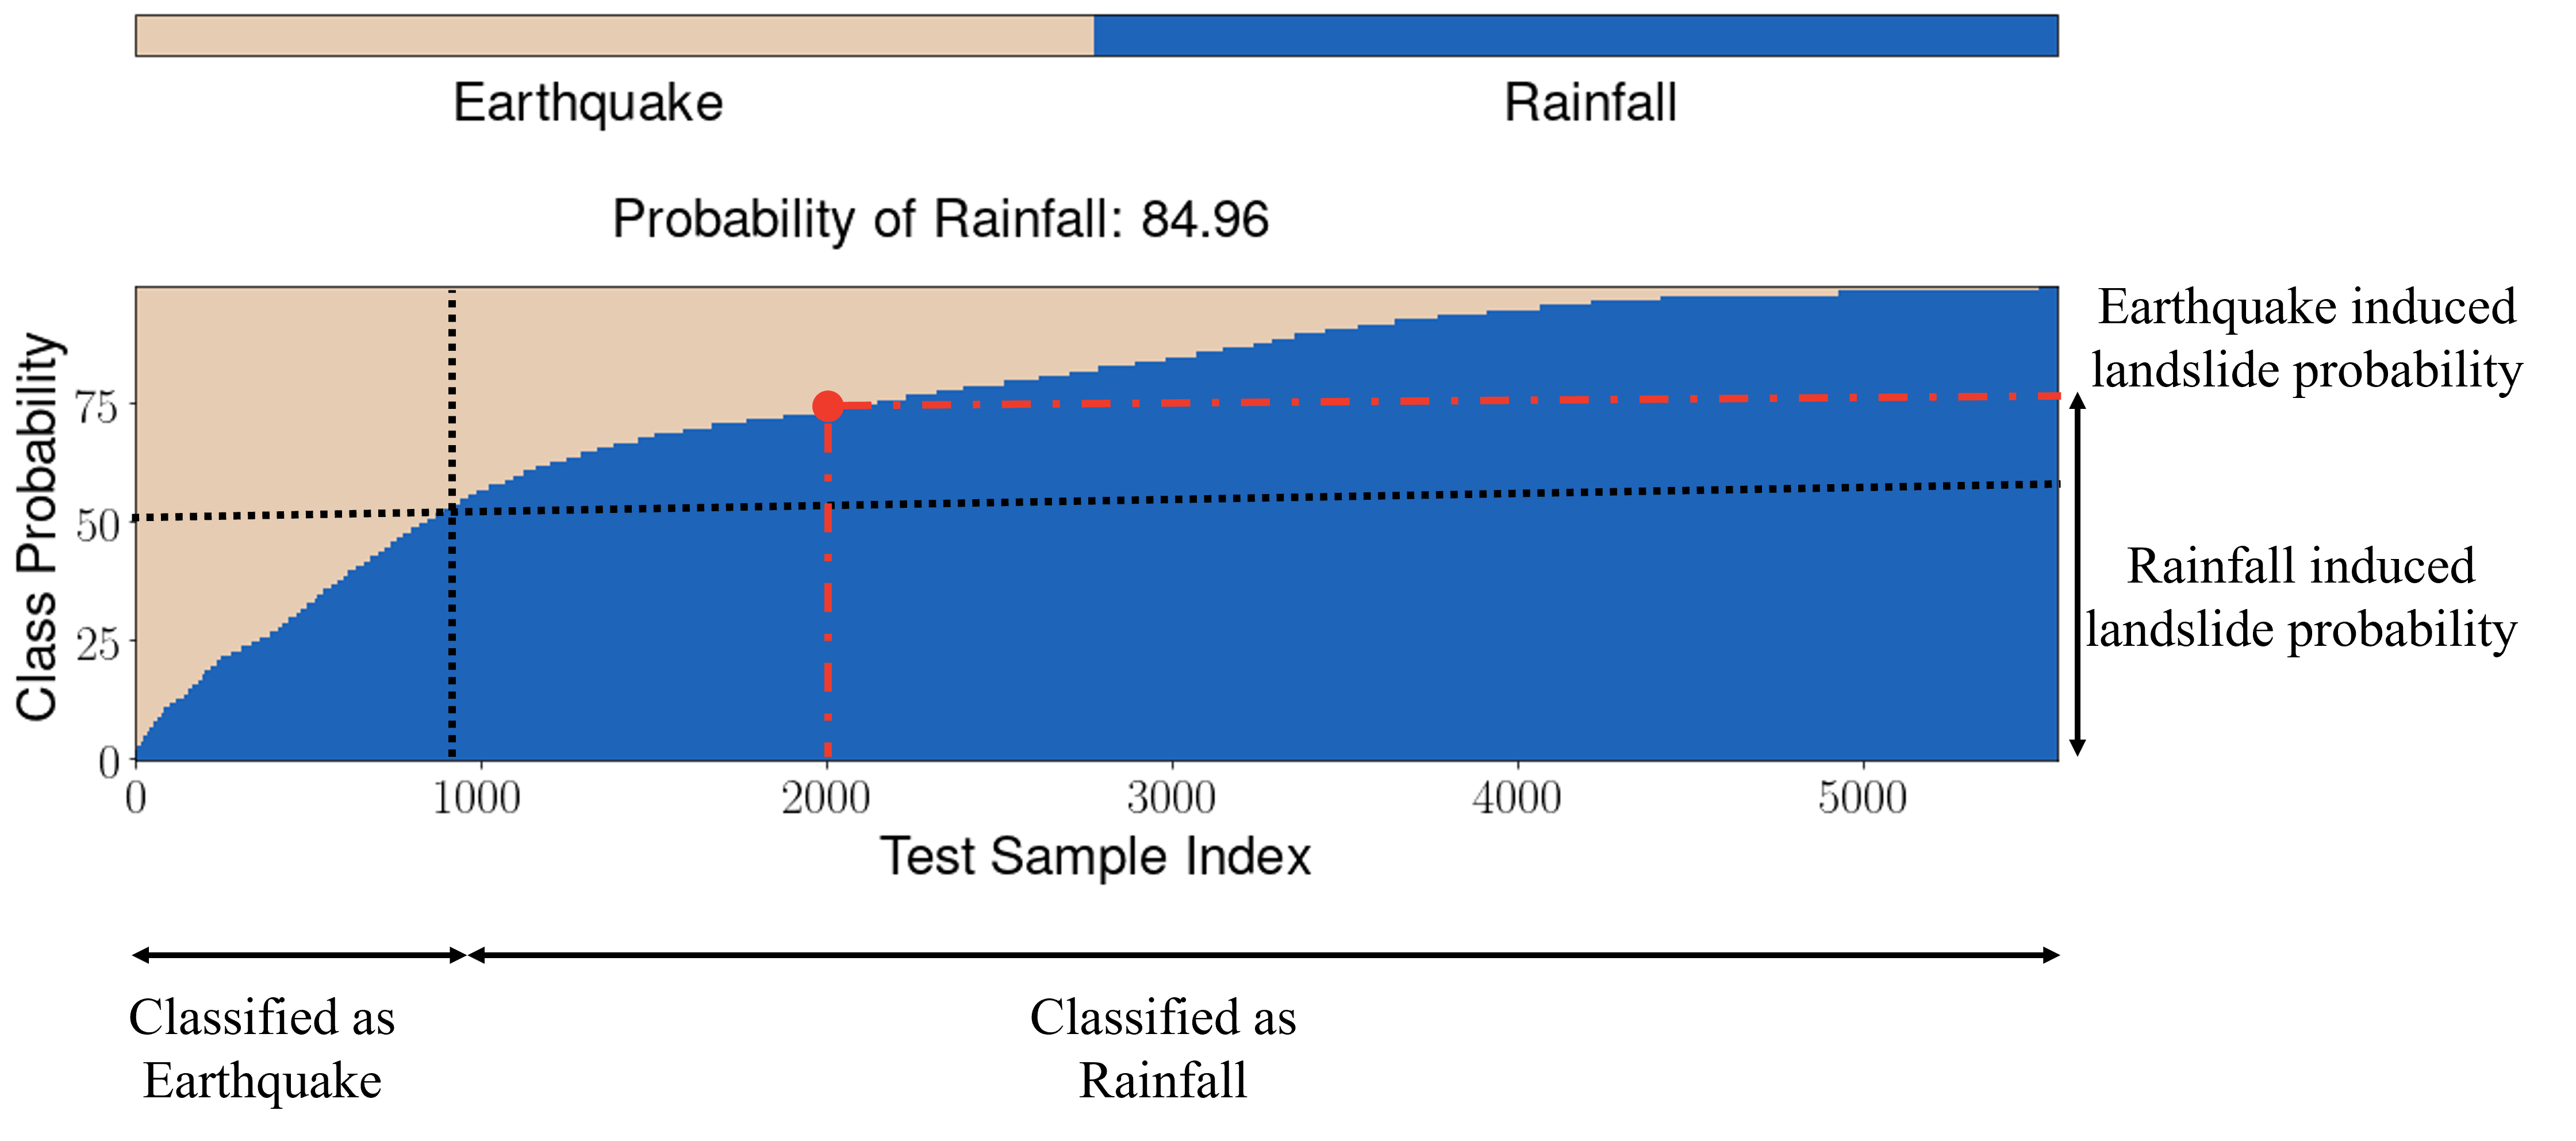 Earthquake Rainfall
Probability of Rainfall: 84.96
Class Probability
75
50
25
0
0 1000 2000 3000 4000 5000
Test Sample Index
Earthquake induced
landslide probability
Rainfall induced
landslide probability
Classified as
Earthquake
Classified as
Rainfall